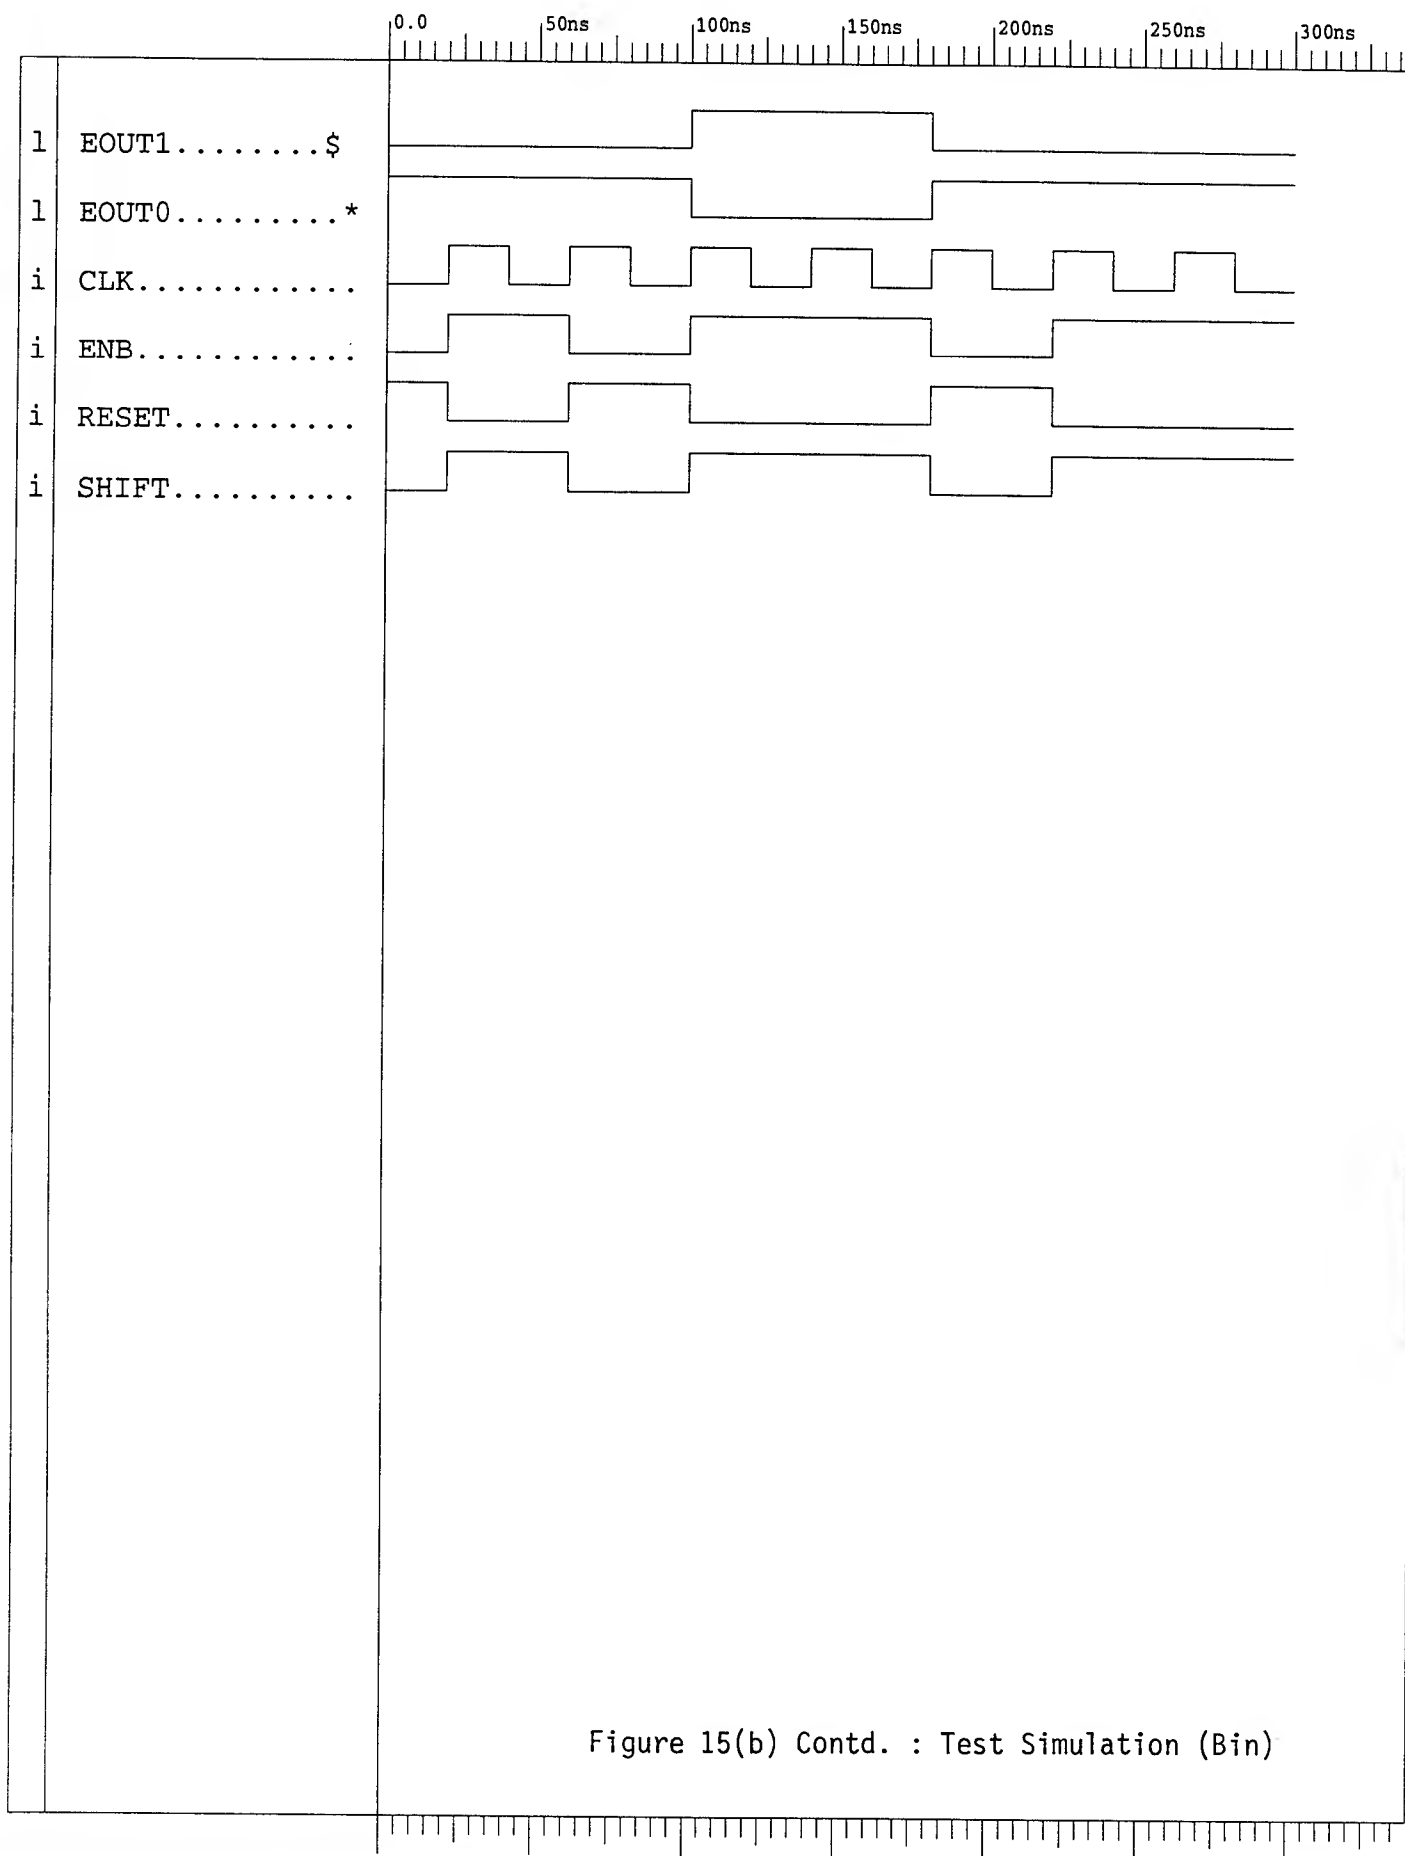 0.0 50ns 100ns 150ns 200ns 250ns 300ns
l EOUT1........$
l EOUT0.........*
i CLK............
i ENB............
i RESET..........
i SHIFT..........
Figure 15(b) Contd. : Test Simulation (Bin)